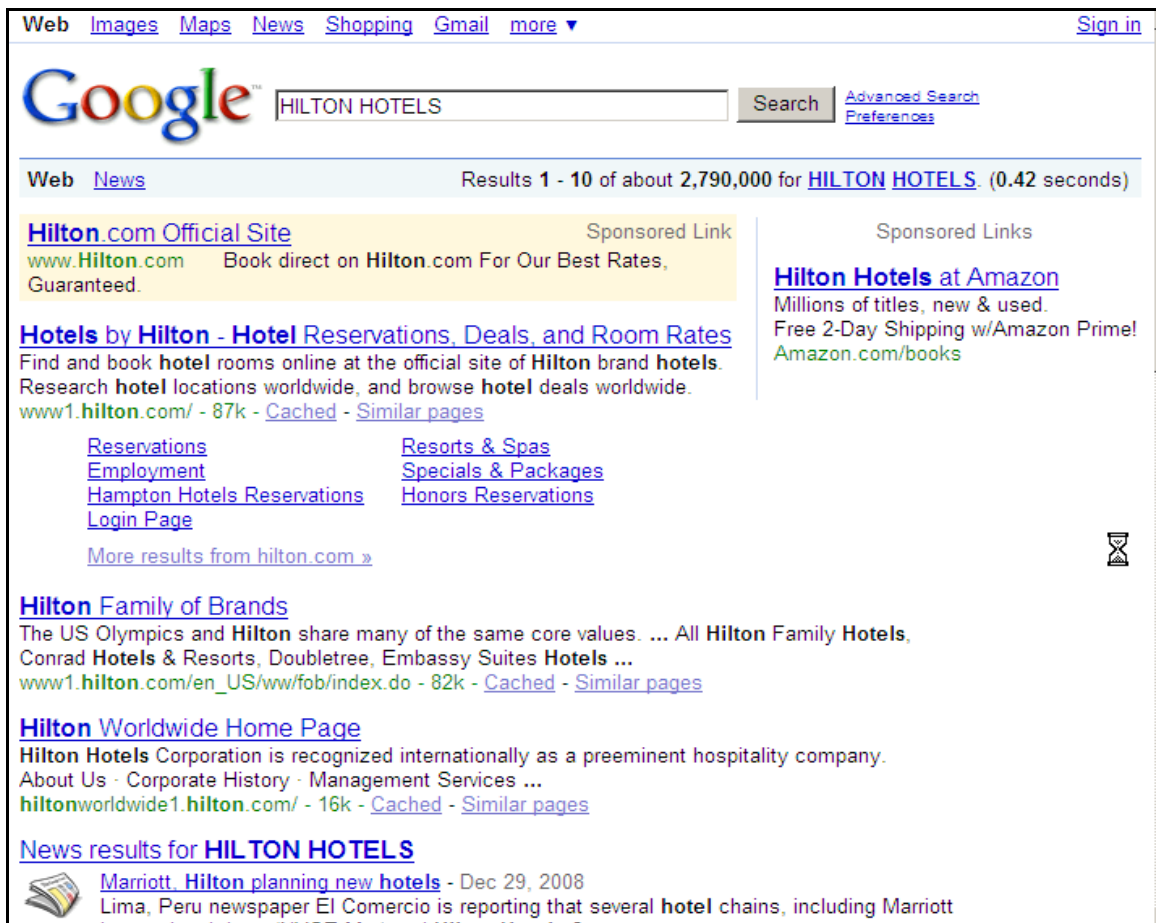 Web Images Maps News Shopping Gmail more ▼ Sign in
Google™ HILTON HOTELS Search Advanced Search
Preferences
Web News Results 1 - 10 of about 2,790,000 for HILTON HOTELS. (0.42 seconds)
Hilton.com Official Site Sponsored Link
www.Hilton.com Book direct on Hilton.com For Our Best Rates,
Guaranteed.
Sponsored Links
Hilton Hotels at Amazon
Millions of titles, new & used.
Free 2-Day Shipping w/Amazon Prime!
Amazon.com/books
Hotels by Hilton - Hotel Reservations, Deals, and Room Rates
Find and book hotel rooms online at the official site of Hilton brand hotels.
Research hotel locations worldwide, and browse hotel deals worldwide.
www1.hilton.com/ - 87k - Cached - Similar pages
Reservations Resorts & Spas
Employment Specials & Packages
Hampton Hotels Reservations Honors Reservations
Login Page
More results from hilton.com »
Hilton Family of Brands
The US Olympics and Hilton share many of the same core values. ... All Hilton Family Hotels,
Conrad Hotels & Resorts, Doubletree, Embassy Suites Hotels ...
www1.hilton.com/en_US/ww/fob/index.do - 82k - Cached - Similar pages
Hilton Worldwide Home Page
Hilton Hotels Corporation is recognized internationally as a preeminent hospitality company.
About Us · Corporate History · Management Services ...
hiltonworldwide1.hilton.com/ - 16k - Cached - Similar pages
News results for HILTON HOTELS
Marriott, Hilton planning new hotels - Dec 29, 2008
Lima, Peru newspaper El Comercio is reporting that several hotel chains, including Marriott